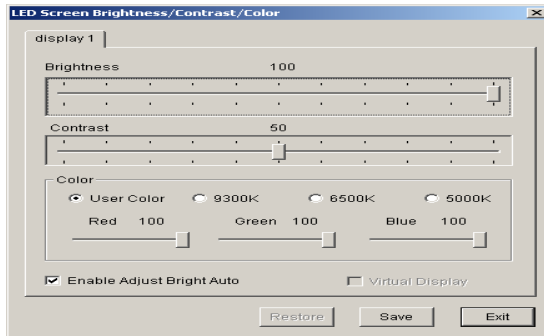 LED Screen Brightness/Contrast/Color
display 1
Brightness 100
Contrast 50
Color
User Color 9300K 6500K 5000K
Red 100 Green 100 Blue 100
Enable Adjust Bright Auto Virtual Display
Restore Save Exit